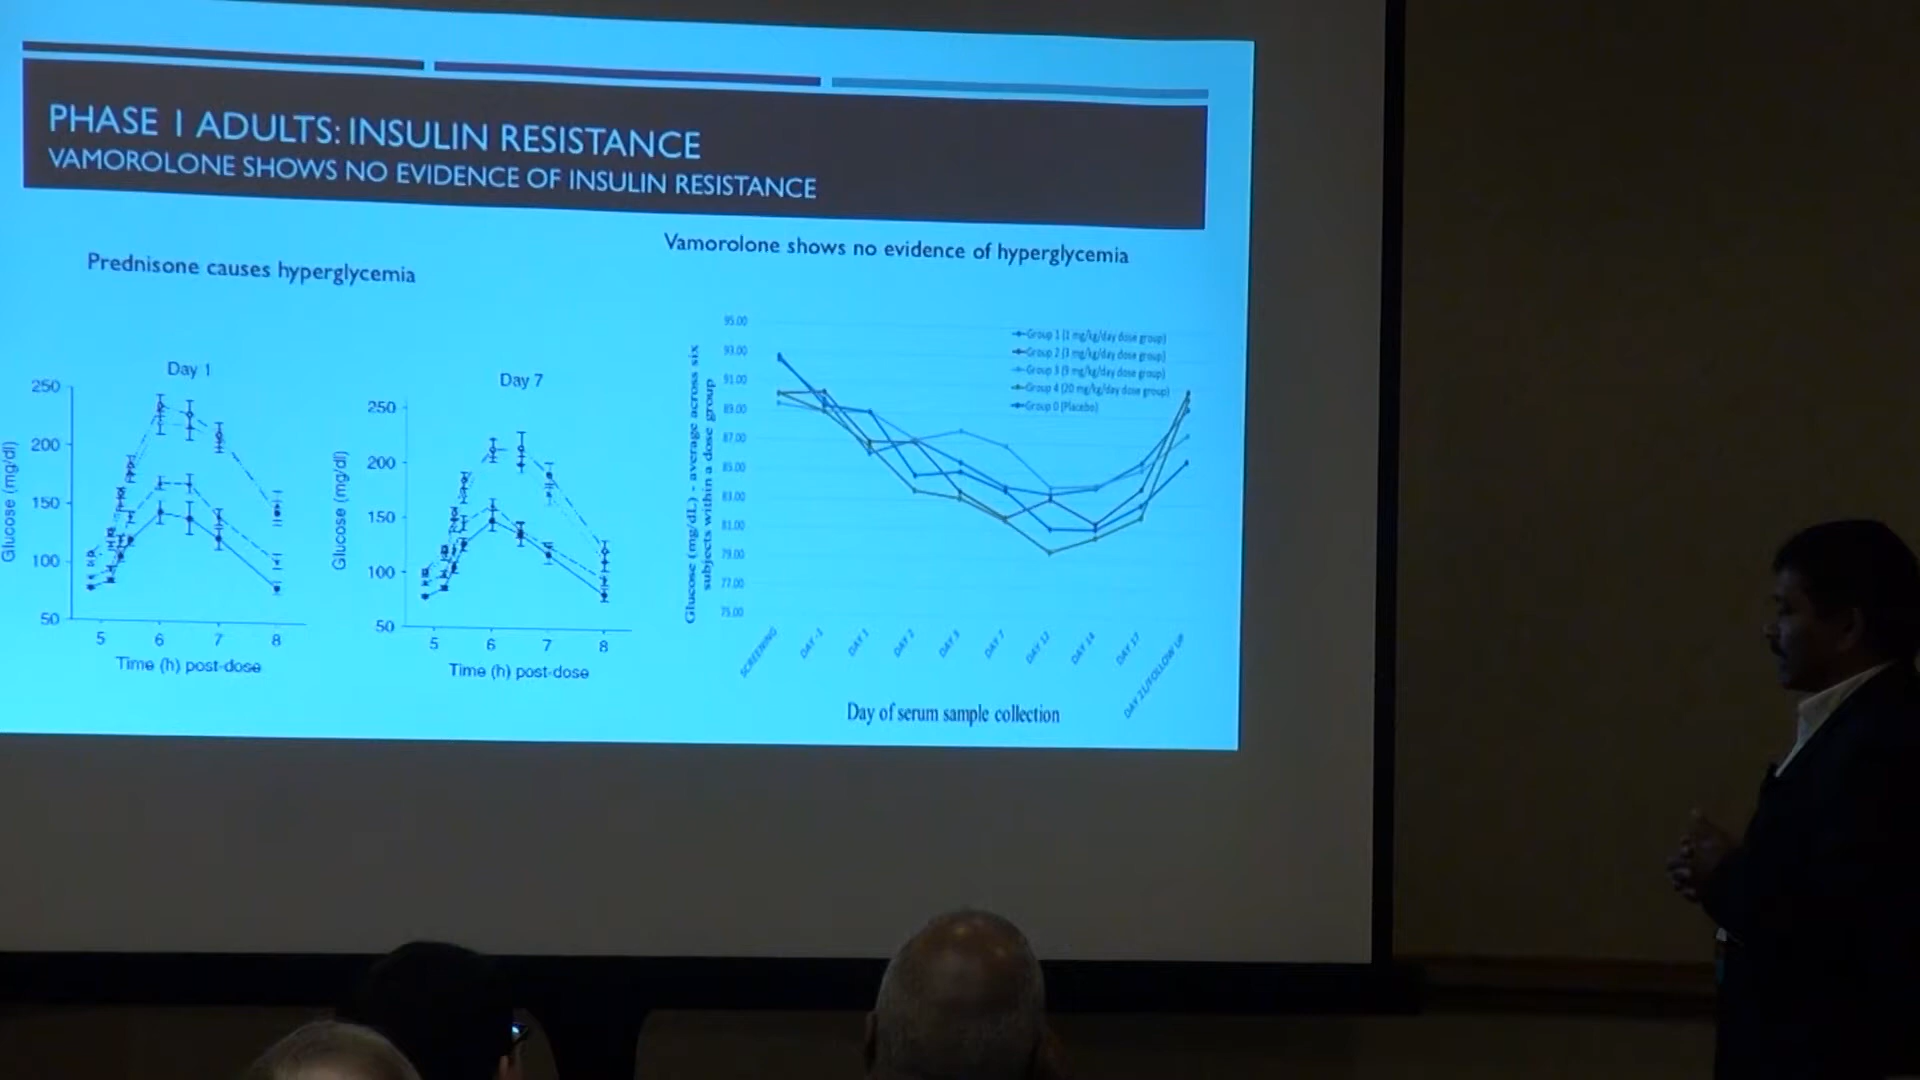 PHASE 1 ADULTS: INSULIN RESISTANCE
VAMOROLONE SHOWS NO EVIDENCE OF INSULIN RESISTANCE
Prednisone causes hyperglycemia
Day 1
250
200
150
100
50
Glucose (mg/dl)
5 6 7 8
Time (h) post-dose
Day 7
250
200
150
100
50
Glucose (mg/dl)
5 6 7 8
Time (h) post-dose
Vamorolone shows no evidence of hyperglycemia
95.00
93.00
91.00
89.00
87.00
85.00
83.00
81.00
79.00
77.00
75.00
Glucose (mg/dL) - average across six
subjects within a dose group
Group 1 (1 mg/kg/day dose group)
Group 2 (3 mg/kg/day dose group)
Group 3 (9 mg/kg/day dose group)
Group 4 (20 mg/kg/day dose group)
Group 0 (Placebo)
SCREENING DAY -1 DAY 1 DAY 2 DAY 3 DAY 7 DAY 12 DAY 14 DAY 17 DAY 21/FOLLOW UP
Day of serum sample collection